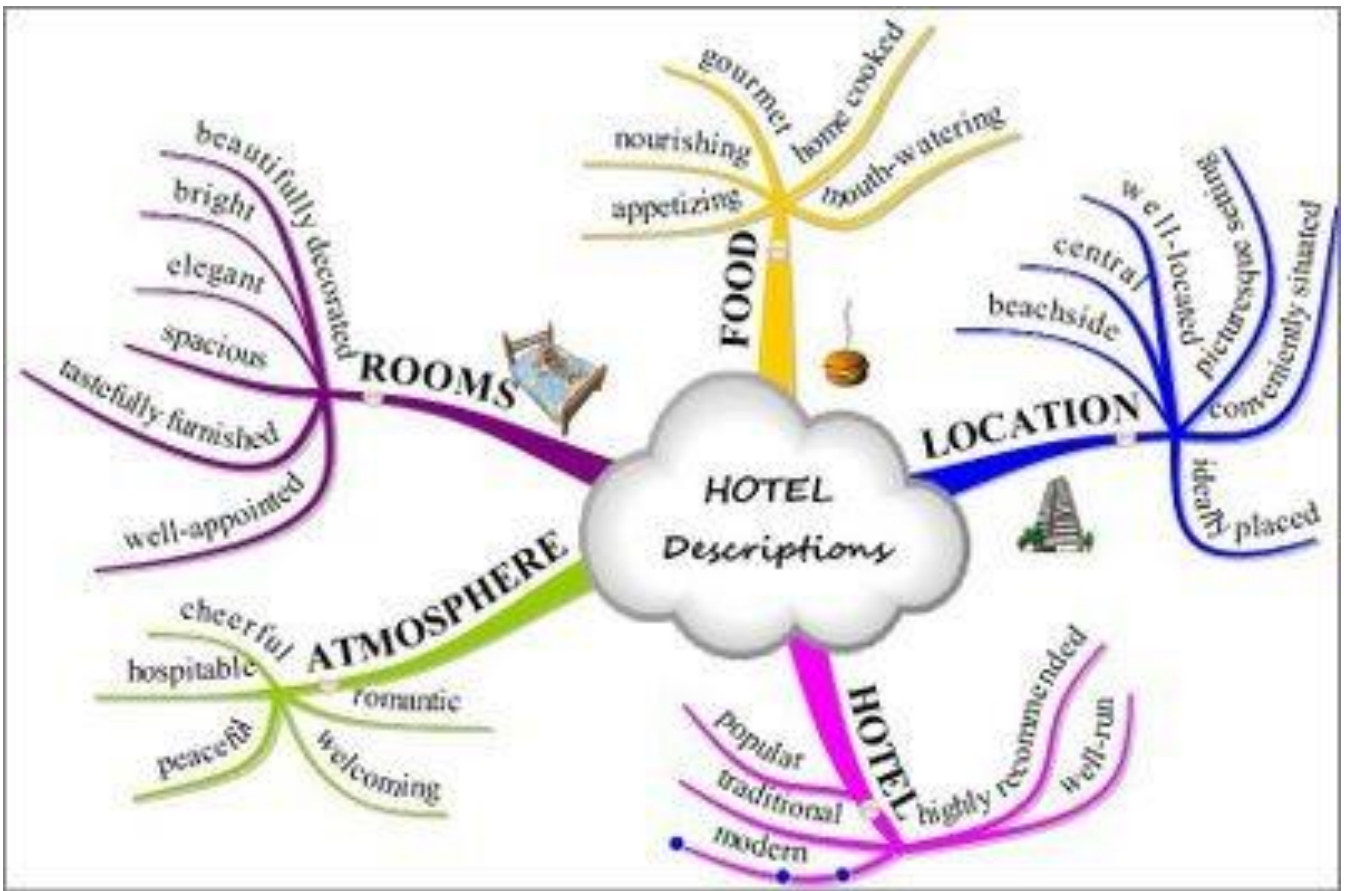 HOTEL
Descriptions
FOOD
gourmet
home cooked
nourishing
mouth-watering
appetizing
LOCATION
well-located
picturesque setting
central
conveniently situated
beachside
ideally placed
HOTEL
highly recommended
well-run
popular
traditional
modern
ATMOSPHERE
cheerful
hospitable
romantic
peaceful
welcoming
ROOMS
beautifully decorated
bright
elegant
spacious
tastefully furnished
well-appointed